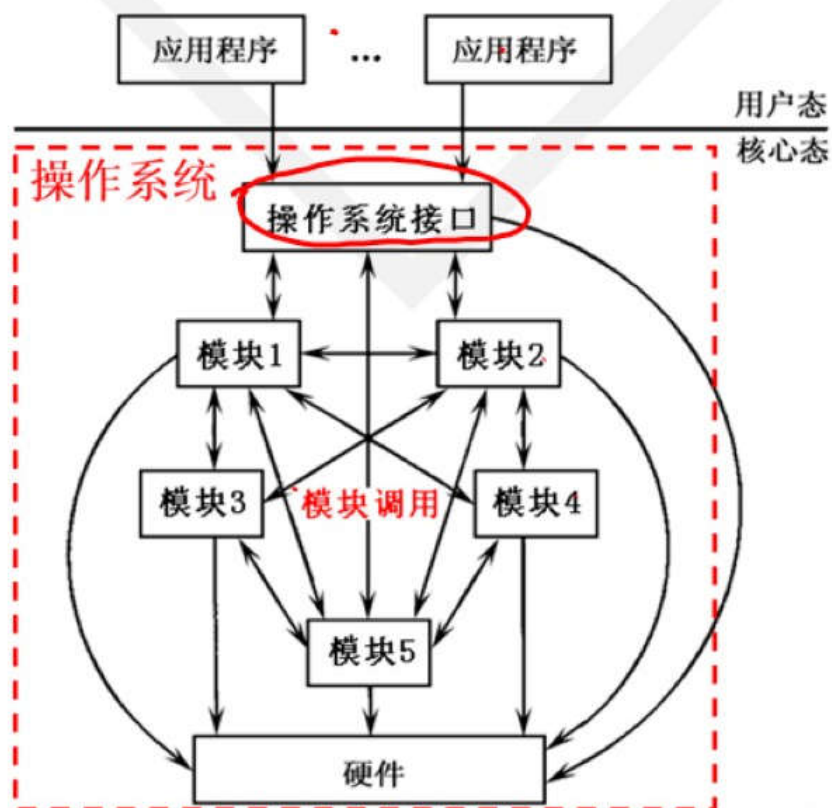 应用程序 … 应用程序
用户态
核心态
操作系统
操作系统接口
模块1 模块2
模块3 模块调用 模块4
模块5
硬件